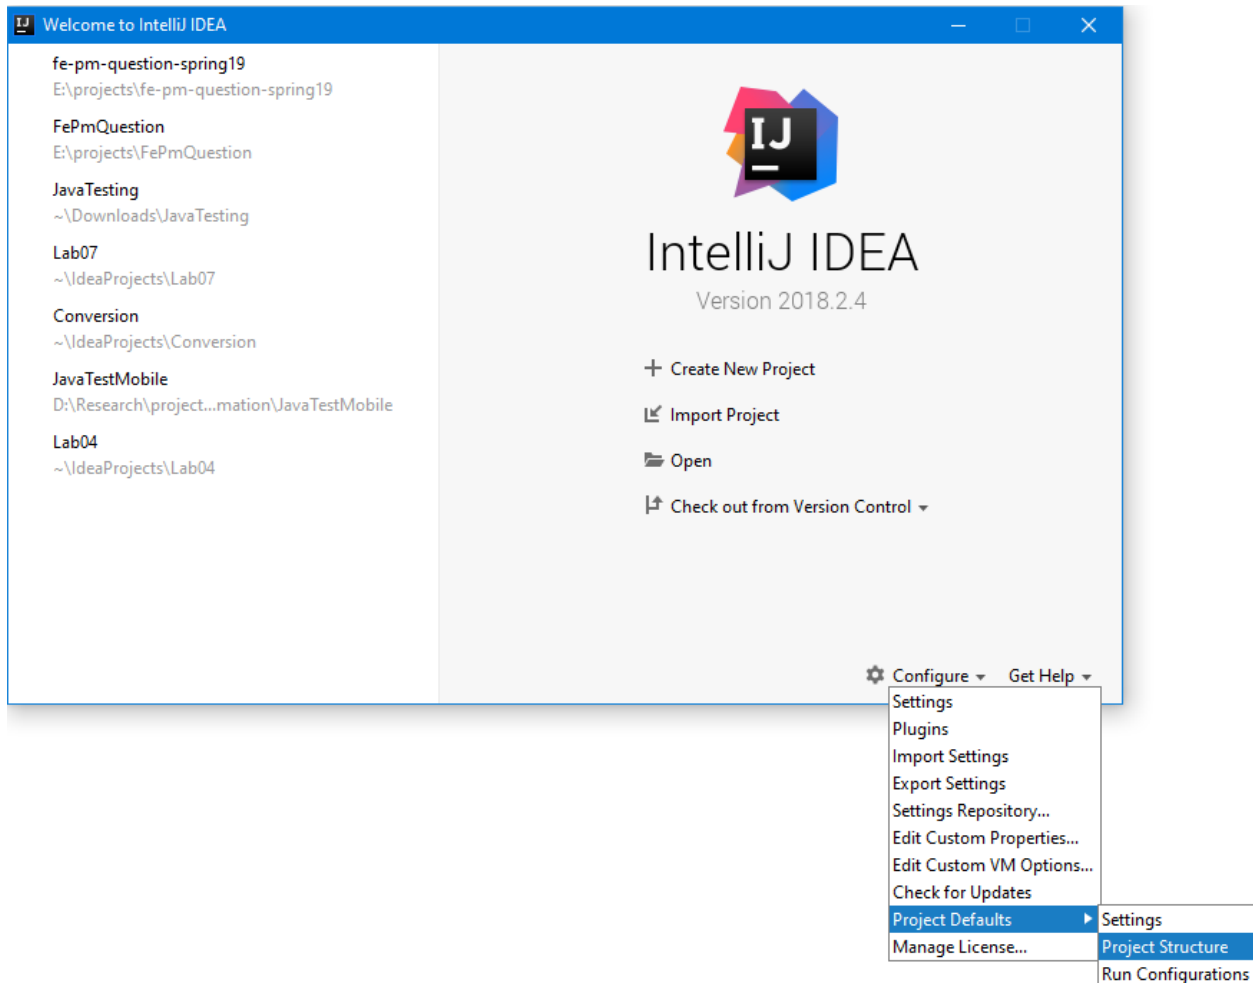 Welcome to IntelliJ IDEA
fe-pm-question-spring19
E:\projects\fe-pm-question-spring19
FePmQuestion
E:\projects\FePmQuestion
JavaTesting
~\Downloads\JavaTesting
Lab07
~\IdeaProjects\Lab07
Conversion
~\IdeaProjects\Conversion
JavaTestMobile
D:\Research\project...mation\JavaTestMobile
Lab04
~\IdeaProjects\Lab04
IJ
IntelliJ IDEA
Version 2018.2.4
Create New Project
Import Project
Open
Check out from Version Control
Configure
Get Help
Settings
Plugins
Import Settings
Export Settings
Settings Repository...
Edit Custom Properties...
Edit Custom VM Options...
Check for Updates
Project Defaults
Manage License...
Settings
Project Structure
Run Configurations